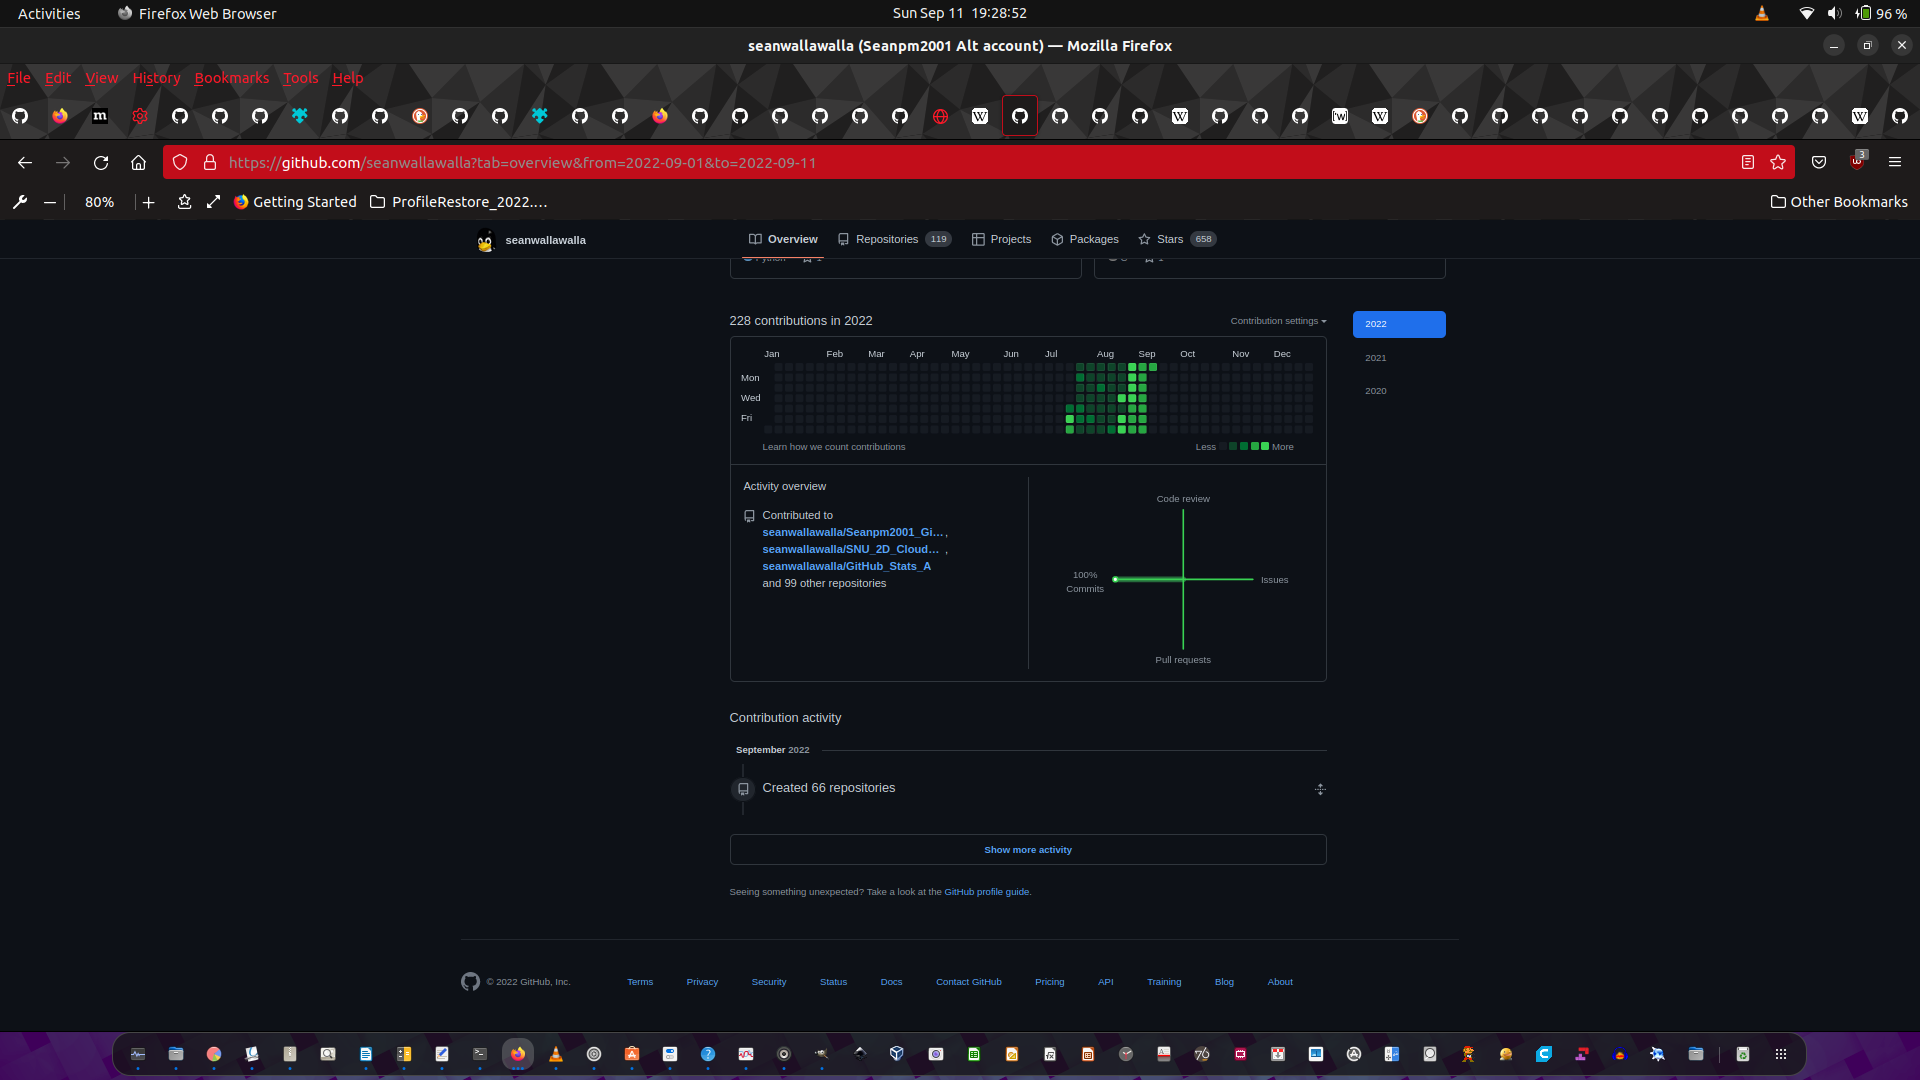 Activities Firefox Web Browser Sun Sep 11 19:28:52 96 %
seanwallawalla (Seanpm2001 Alt account) — Mozilla Firefox
File Edit View History Bookmarks Tools Help
https://github.com/seanwallawalla?tab=overview&from=2022-09-01&to=2022-09-11 3
80% Getting Started ProfileRestore_2022.... Other Bookmarks
seanwallawalla Overview Repositories 119 Projects Packages Stars 658
228 contributions in 2022 Contribution settings 2022
Jan Feb Mar Apr May Jun Jul Aug Sep Oct Nov Dec
2021
Mon
2020
Wed
Fri
Learn how we count contributions Less More
Activity overview
Code review
Contributed to
seanwallawalla/Seanpm2001_Gi... ,
seanwallawalla/SNU_2D_Cloud... ,
seanwallawalla/GitHub_Stats_A
and 99 other repositories
100%
Commits
Issues
Pull requests
Contribution activity
September 2022
Created 66 repositories
Show more activity
Seeing something unexpected? Take a look at the GitHub profile guide.
© 2022 GitHub, Inc. Terms Privacy Security Status Docs Contact GitHub Pricing API Training Blog About